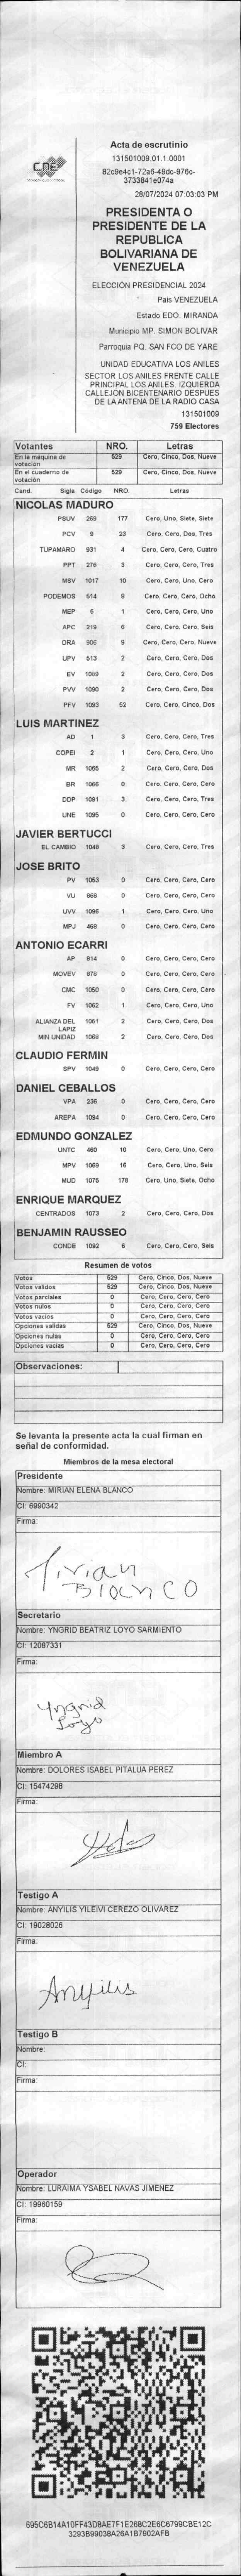 CNE
Acta de escrutinio
131501009.01.1.0001
82c9e4c1-72a6-49dc-976c-
3733841e074a
28/07/2024 07:03:03 PM
PRESIDENTA O
PRESIDENTE DE LA
REPUBLICA
BOLIVARIANA DE
VENEZUELA
ELECCIÓN PRESIDENCIAL 2024
Pais VENEZUELA
Estado EDO. MIRANDA
Municipio MP. SIMON BOLIVAR
Parroquia PQ. SAN FCO DE YARE
UNIDAD EDUCATIVA LOS ANILES
SECTOR LOS ANILES FRENTE CALLE
PRINCIPAL LOS ANILES. IZQUIERDA
CALLEJON BICENTENARIO DESPUES
DE LA ANTENA DE LA RADIO CASA
131501009
759 Electores
Votantes NRO. Letras
En la máquina de votación 529 Cero, Cinco, Dos, Nueve
En el cuaderno de votación 529 Cero, Cinco, Dos, Nueve
Cand. Sigla Código NRO. Letras
NICOLAS MADURO
PSUV 269 177 Cero, Uno, Siete, Siete
PCV 9 23 Cero, Cero, Dos, Tres
TUPAMARO 931 4 Cero, Cero, Cero, Cuatro
PPT 276 3 Cero, Cero, Cero, Tres
MSV 1017 10 Cero, Cero, Uno, Cero
PODEMOS 514 8 Cero, Cero, Cero, Ocho
MEP 6 1 Cero, Cero, Cero, Uno
APC 219 6 Cero, Cero, Cero, Seis
ORA 906 9 Cero, Cero, Cero, Nueve
UPV 513 2 Cero, Cero, Cero, Dos
EV 1089 2 Cero, Cero, Cero, Dos
PVV 1090 2 Cero, Cero, Cero, Dos
PFV 1093 52 Cero, Cero, Cinco, Dos
LUIS MARTINEZ
AD 1 3 Cero, Cero, Cero, Tres
COPEI 2 1 Cero, Cero, Cero, Uno
MR 1065 2 Cero, Cero, Cero, Dos
BR 1066 0 Cero, Cero, Cero, Cero
DDP 1091 3 Cero, Cero, Cero, Tres
UNE 1095 0 Cero, Cero, Cero, Cero
JAVIER BERTUCCI
EL CAMBIO 1048 3 Cero, Cero, Cero, Tres
JOSE BRITO
PV 1053 0 Cero, Cero, Cero, Cero
VU 868 0 Cero, Cero, Cero, Cero
UVV 1096 1 Cero, Cero, Cero, Uno
MPJ 459 0 Cero, Cero, Cero, Cero
ANTONIO ECARRI
AP 814 0 Cero, Cero, Cero, Cero
MOVEV 978 0 Cero, Cero, Cero, Cero
CMC 1050 0 Cero, Cero, Cero, Cero
FV 1062 1 Cero, Cero, Cero, Uno
ALIANZA DEL LAPIZ 1061 2 Cero, Cero, Cero, Dos
MIN UNIDAD 1068 2 Cero, Cero, Cero, Dos
CLAUDIO FERMIN
SPV 1049 0 Cero, Cero, Cero, Cero
DANIEL CEBALLOS
VPA 236 0 Cero, Cero, Cero, Cero
AREPA 1094 0 Cero, Cero, Cero, Cero
EDMUNDO GONZALEZ
UNTC 460 10 Cero, Cero, Uno, Cero
MPV 1069 16 Cero, Cero, Uno, Seis
MUD 1075 178 Cero, Uno, Siete, Ocho
ENRIQUE MARQUEZ
CENTRADOS 1073 2 Cero, Cero, Cero, Dos
BENJAMIN RAUSSEO
CONDE 1092 6 Cero, Cero, Cero, Seis
Resumen de votos
Votos 529 Cero, Cinco, Dos, Nueve
Votos validos 529 Cero, Cinco, Dos, Nueve
Votos parciales 0 Cero, Cero, Cero, Cero
Votos nulos 0 Cero, Cero, Cero, Cero
Votos vacios 0 Cero, Cero, Cero, Cero
Opciones validas 529 Cero, Cinco, Dos, Nueve
Opciones nulas 0 Cero, Cero, Cero, Cero
Opciones vacias 0 Cero, Cero, Cero, Cero
Observaciones:
Se levanta la presente acta la cual firman en
señal de conformidad.
Miembros de la mesa electoral
Presidente
Nombre: MIRIAN ELENA BLANCO
CI: 6990342
Firma:
Mirian
Blanco
Secretario
Nombre: YNGRID BEATRIZ LOYO SARMIENTO
CI: 12087331
Firma:
Yngrid
Loyo
Miembro A
Nombre: DOLORES ISABEL PITALUA PEREZ
CI: 15474298
Firma:
Testigo A
Nombre: ANYILIS YILEIVI CEREZO OLIVAREZ
CI: 19028026
Firma:
Anyilis
Testigo B
Nombre:
CI:
Firma:
Operador
Nombre: LURAIMA YSABEL NAVAS JIMENEZ
CI: 19960159
Firma:
695C6B14A10FF43D8AE7F1E268C2E6C6799CBE12C
3293B99038A26A1B7902AFB